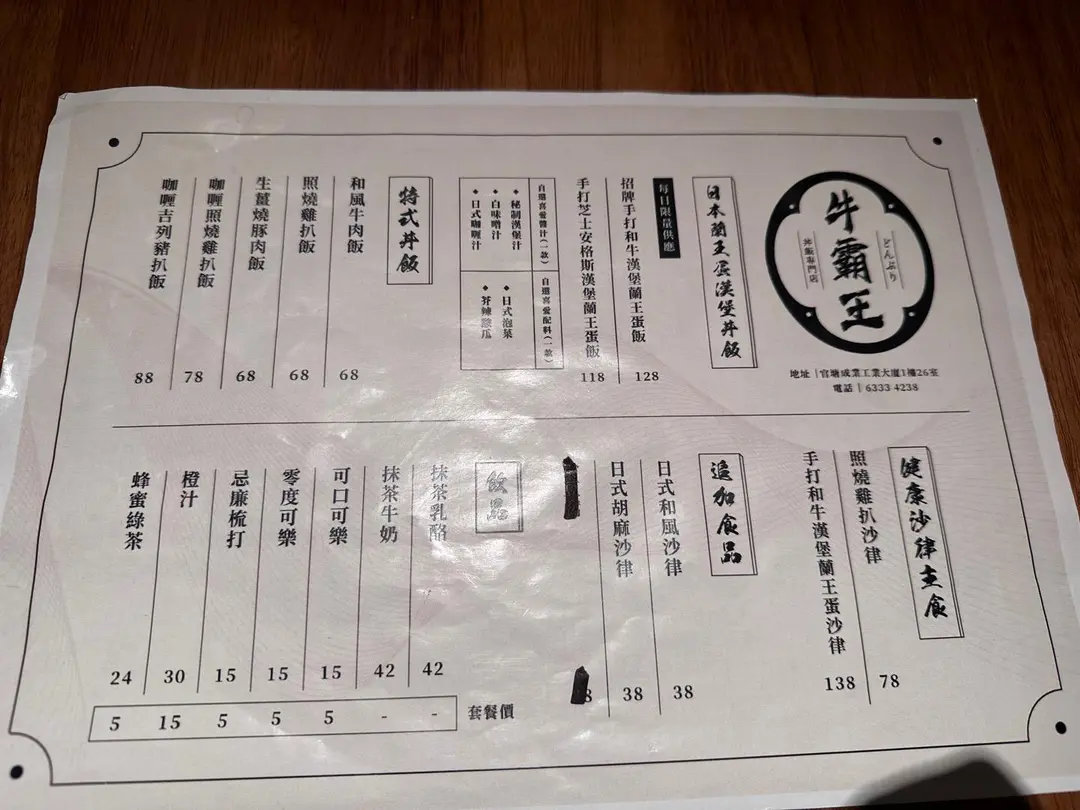 牛霸王
どんぶり
丼飯專門店
地址｜官塘成業工業大廈1樓26室
電話｜6333 4238
日本蘭王蛋漢堡丼飯
每日限量供應
招牌手打和牛漢堡蘭王蛋飯 128
手打芝士安格斯漢堡蘭王蛋飯 118
自選喜愛醬汁(一款)
• 秘制漢堡汁
• 白味噌汁
• 日式咖喱汁
自選喜愛配料(一款)
• 日式泡菜
• 芥辣酸瓜
特式丼飯
和風牛肉飯 68
照燒雞扒飯 68
生薑燒豚肉飯 68
咖喱照燒雞扒飯 78
咖喱吉列豬扒飯 88
健康沙律主食
照燒雞扒沙律 78
手打和牛漢堡蘭王蛋沙律 138
追加食品
日式和風沙律 38
日式胡麻沙律 38
飲品
抹茶乳酪 42
抹茶牛奶 42
可口可樂 15
零度可樂 15
忌廉梳打 15
橙汁 30
蜂蜜綠茶 24
套餐價
- - 5 5 5 15 5